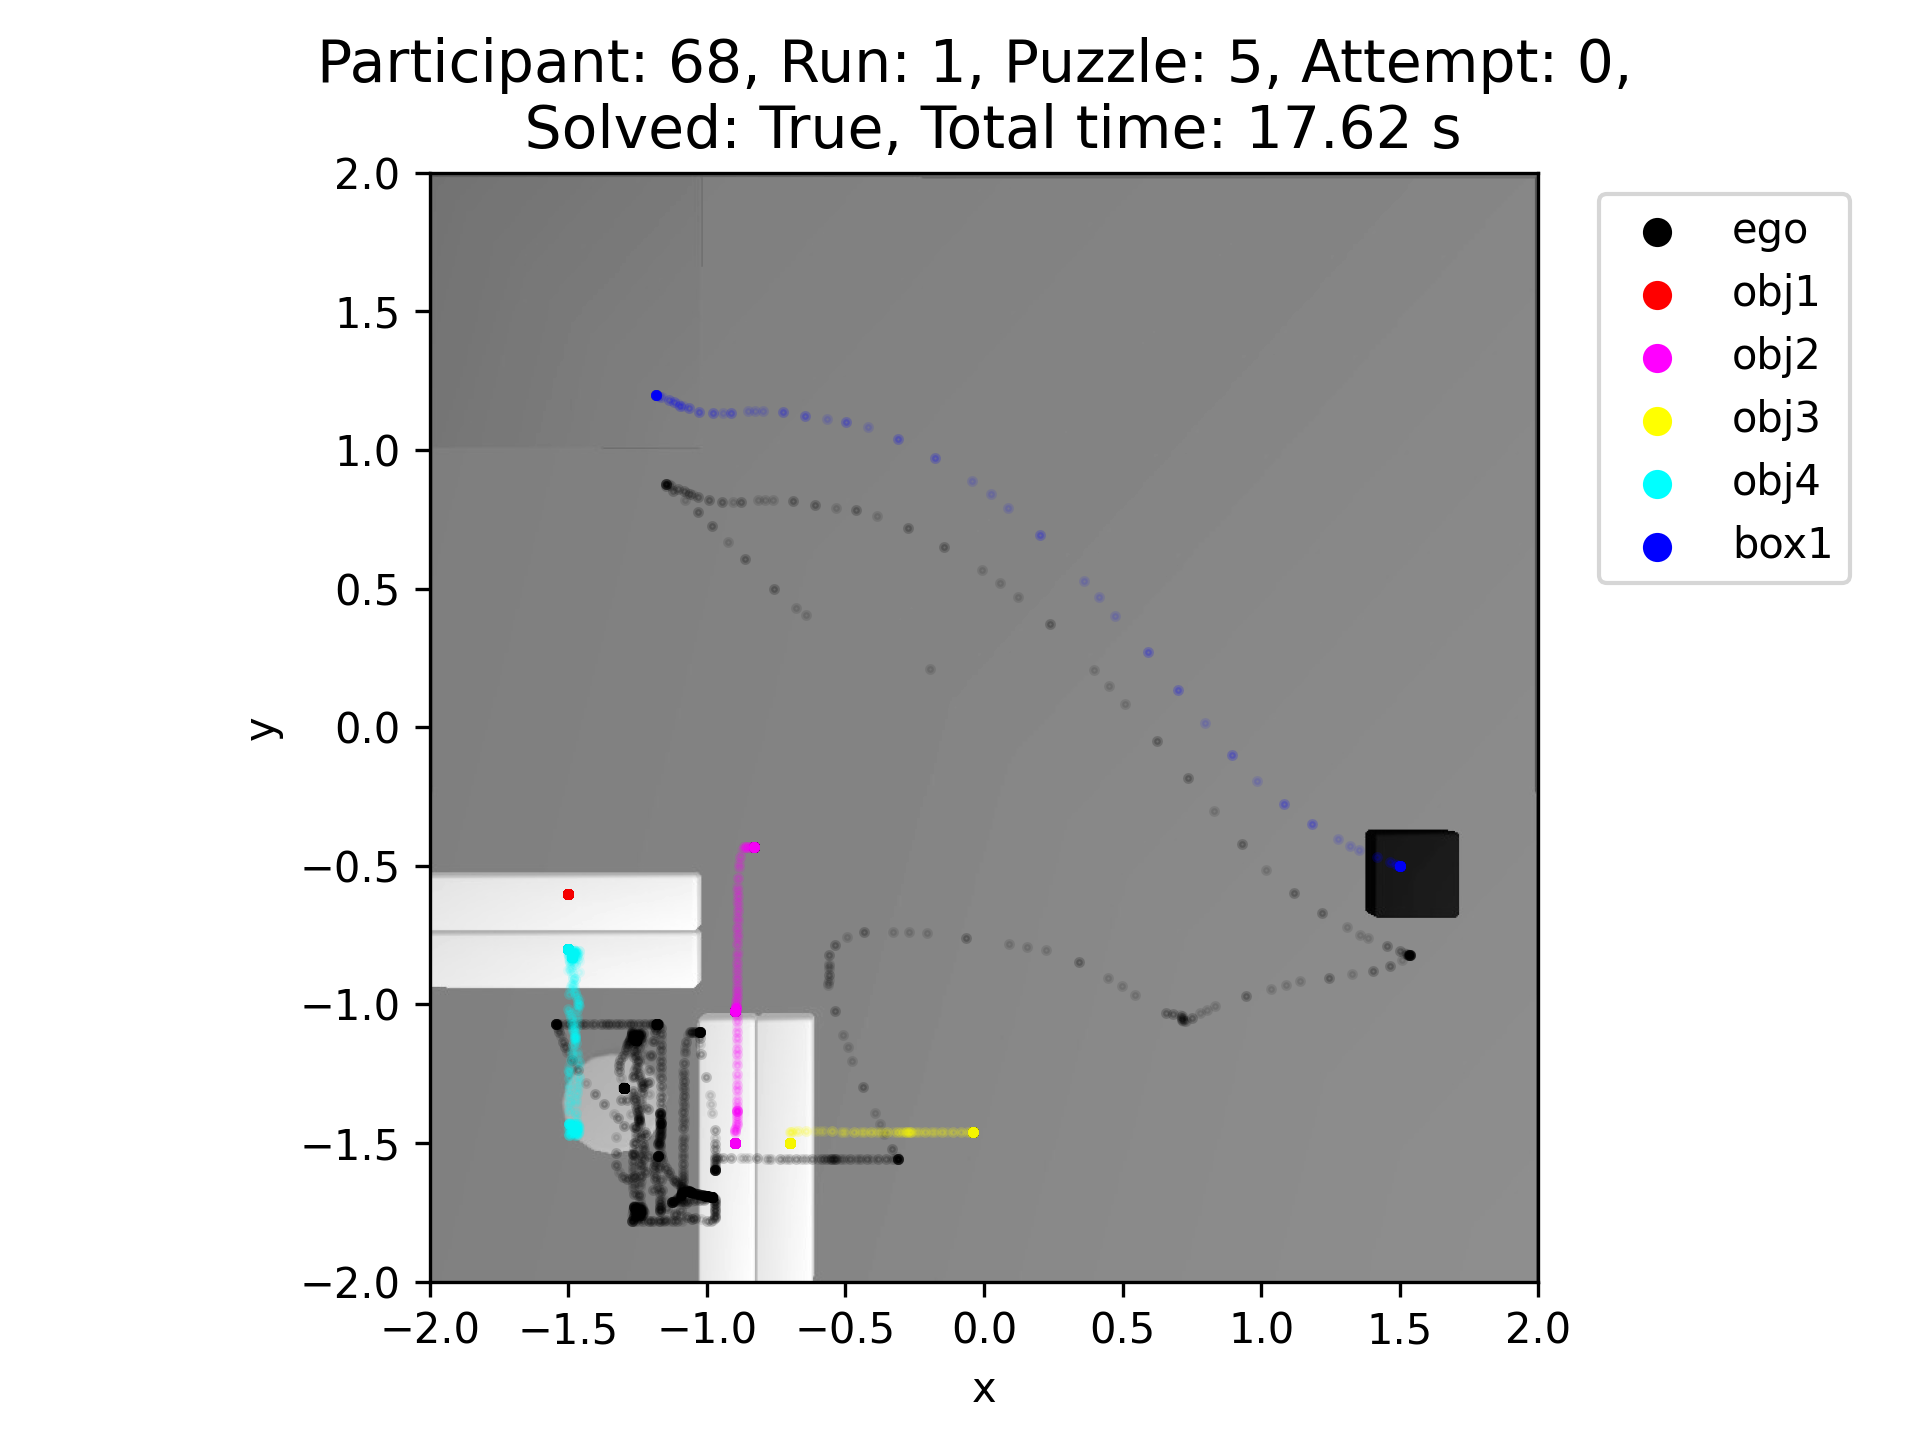 Participant: 68, Run: 1, Puzzle: 5, Attempt: 0,
Solved: True, Total time: 17.62 s
2.0
1.5
1.0
0.5
0.0
−0.5
−1.0
−1.5
−2.0
y
−2.0 −1.5 −1.0 −0.5 0.0 0.5 1.0 1.5 2.0
x
ego
obj1
obj2
obj3
obj4
box1